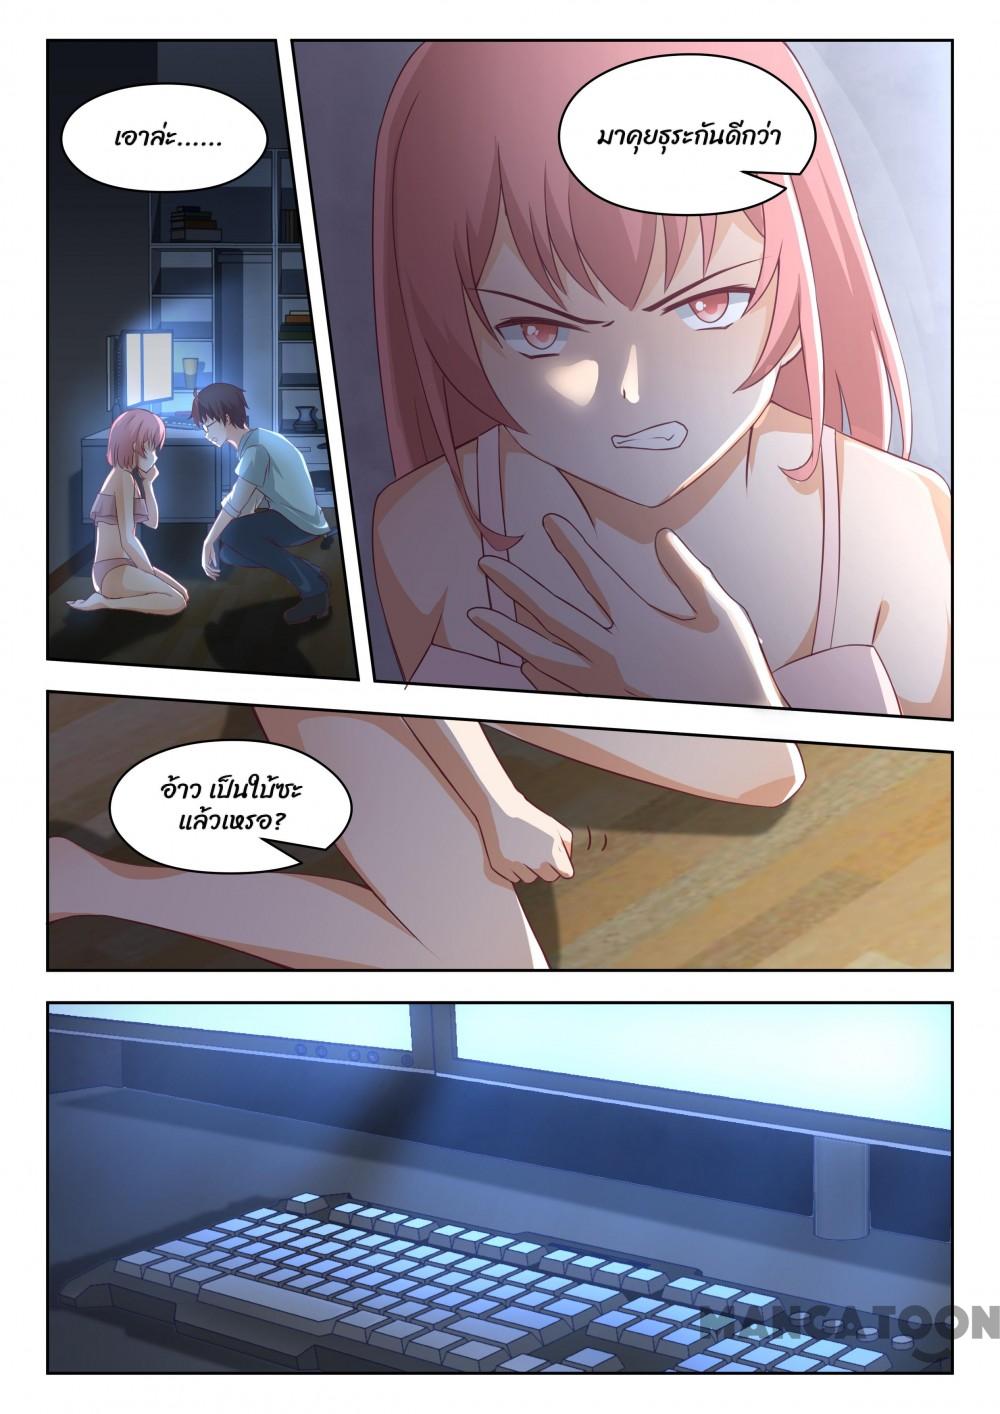 เอาล่ะ......
มาคุยธุระกันดีกว่า
อ้าว เป็นใบ้ซะ
แล้วเหรอ?
MANGATOON